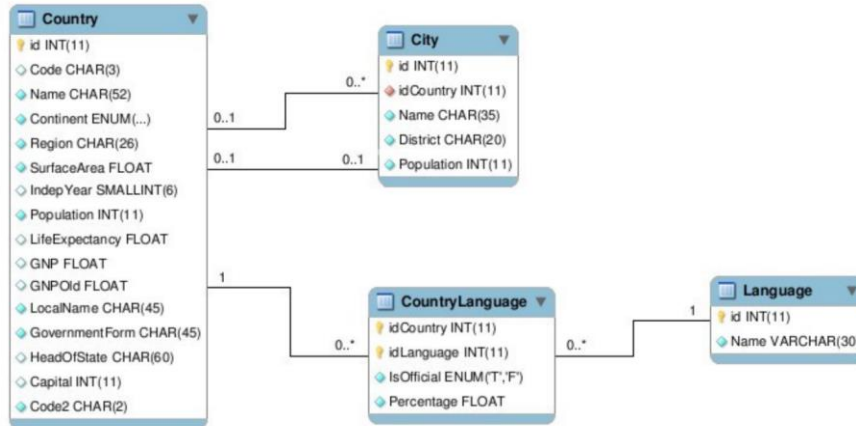 Country
id INT(11)
Code CHAR(3)
Name CHAR(52)
Continent ENUM(...)
Region CHAR(26)
SurfaceArea FLOAT
IndepYear SMALLINT(6)
Population INT(11)
LifeExpectancy FLOAT
GNP FLOAT
GNPOld FLOAT
LocalName CHAR(45)
GovernmentForm CHAR(45)
HeadOfState CHAR(60)
Capital INT(11)
Code2 CHAR(2)
City
id INT(11)
idCountry INT(11)
Name CHAR(35)
District CHAR(20)
Population INT(11)
0..1
0..*
0..1
0..1
1
0..*
CountryLanguage
idCountry INT(11)
idLanguage INT(11)
IsOfficial ENUM('T','F')
Percentage FLOAT
0..*
1
Language
id INT(11)
Name VARCHAR(30